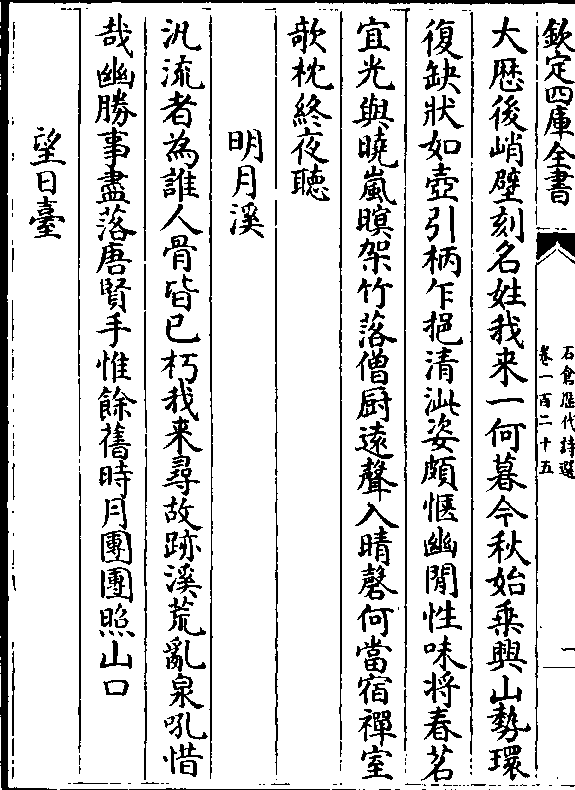 欽定四庫全書
石倉歷代詩選
卷一百二十五
一
大歷後峭壁刻名姓我来一何暮今秋始乗興山勢環
復缺狀如壺引柄乍挹清泚姿頗愜幽閒性味将春茗
宜光與曉嵐暝架竹落僧厨遠聲入晴磬何當宿禪室
欹枕終夜聽
明月溪
汎流者為誰人骨皆已朽我来尋故跡溪荒亂泉吼惜
哉幽勝事盡落唐賢手惟餘舊時月團團照山口
望日臺